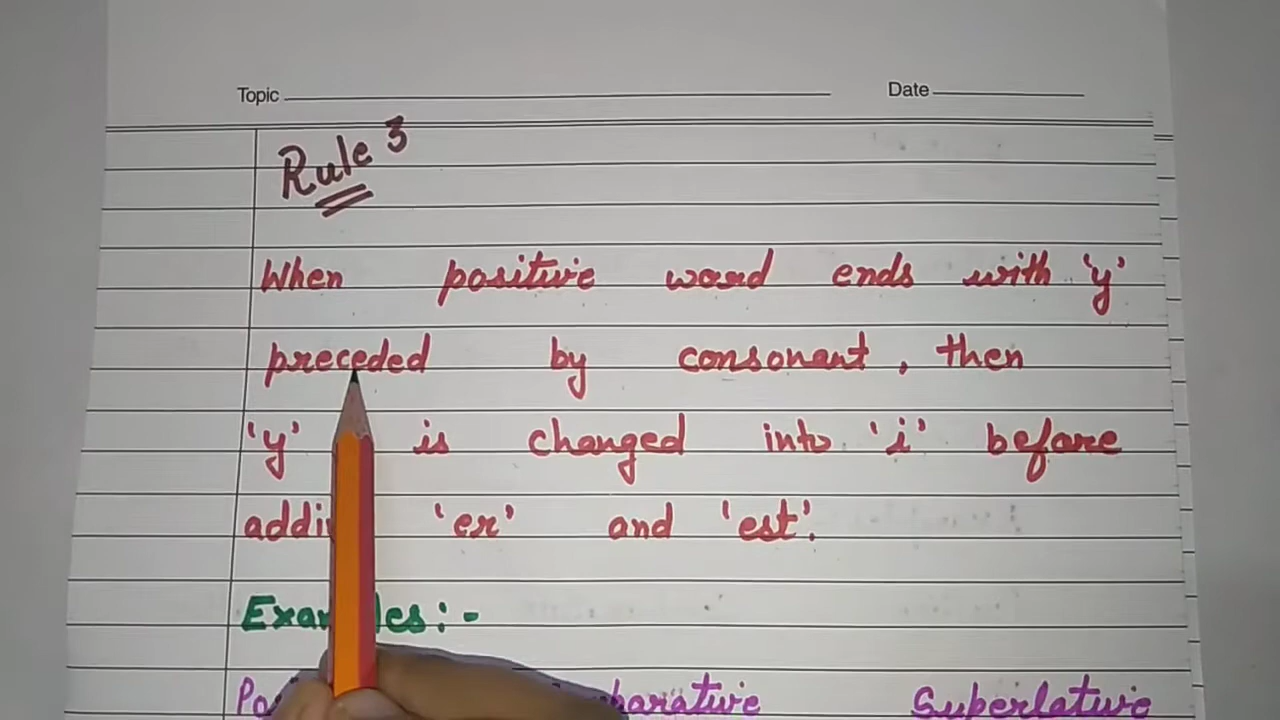 Topic
Date
Rule 3
When positive word ends with 'y'
preceded by consonant, then
'y' is changed into 'i' before
'er' and 'est'.
Superlative